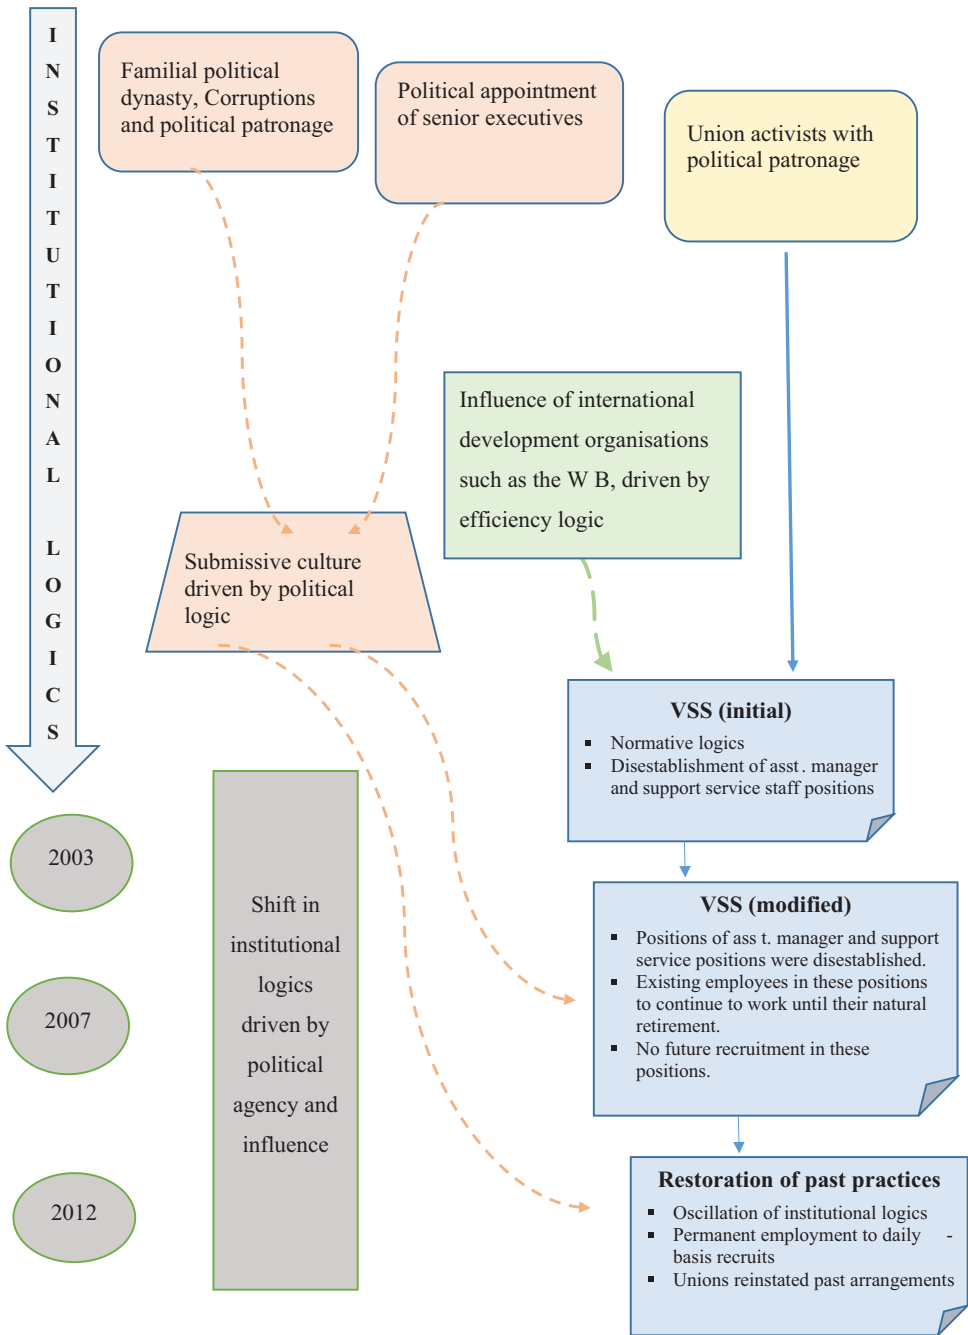 INSTITUTIONAL LOGICS
Familial political
dynasty, Corruptions
and political patronage
Political appointment
of senior executives
Union activists with
political patronage
Influence of international
development organisations
such as the W B, driven by
efficiency logic
Submissive culture
driven by political
logic
VSS (initial)
▪ Normative logics
▪ Disestablishment of asst. manager
and support service staff positions
2003
2007
2012
Shift in
institutional
logics
driven by
political
agency and
influence
VSS (modified)
▪ Positions of ass t. manager and support
service positions were disestablished.
▪ Existing employees in these positions
to continue to work until their natural
retirement.
▪ No future recruitment in these
positions.
Restoration of past practices
▪ Oscillation of institutional logics
▪ Permanent employment to daily -
basis recruits
▪ Unions reinstated past arrangements